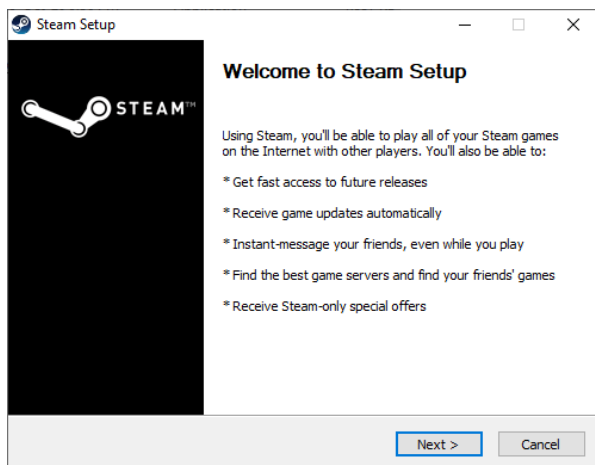 Steam Setup
STEAM™
Welcome to Steam Setup
Using Steam, you'll be able to play all of your Steam games
on the Internet with other players. You'll also be able to:
* Get fast access to future releases
* Receive game updates automatically
* Instant-message your friends, even while you play
* Find the best game servers and find your friends' games
* Receive Steam-only special offers
Next >
Cancel